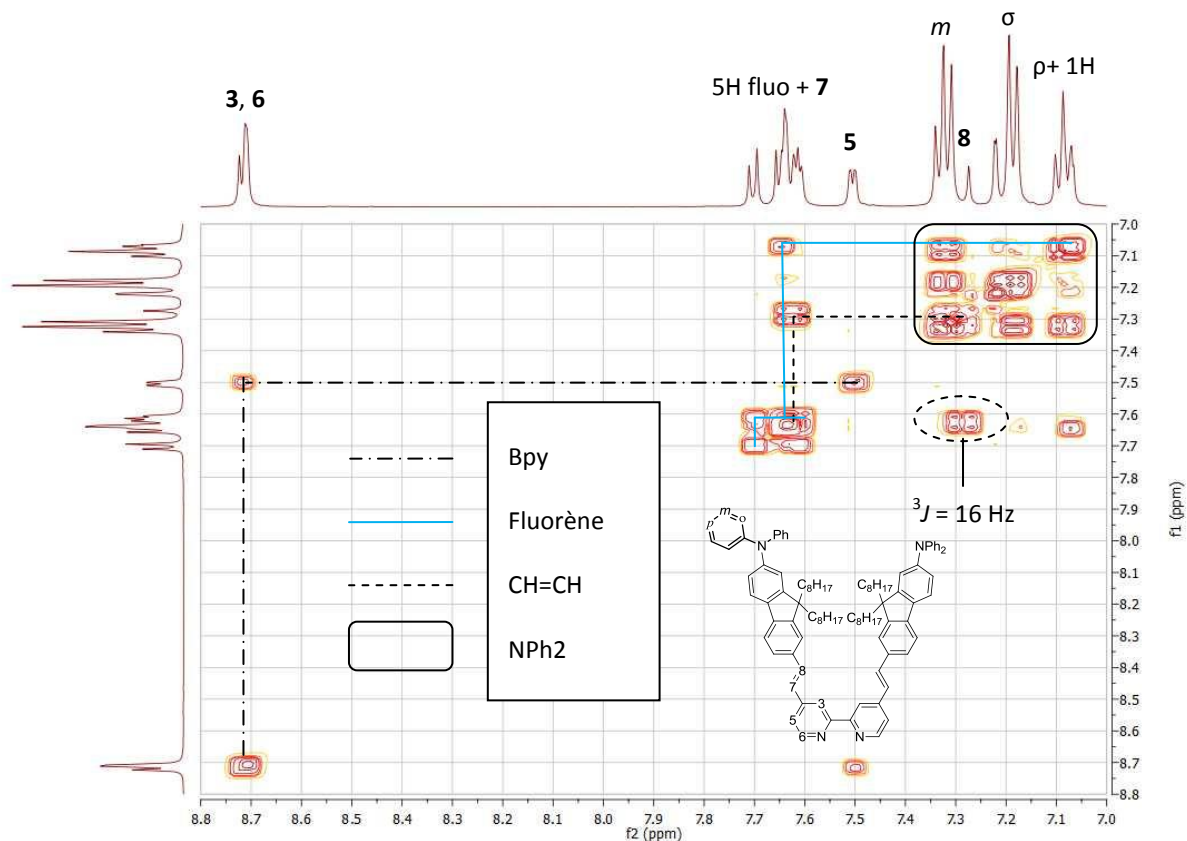 m
σ
ρ+ 1H
5H fluo + 7
3, 6
8
5
7.0
7.1
7.2
7.3
7.4
7.5
7.6
7.7
7.8
7.9
8.0
8.1
8.2
8.3
8.4
8.5
8.6
8.7
8.8
f1 (ppm)
Bpy
Fluorène
CH=CH
NPh2
³J = 16 Hz
m
o
p
Ph
N
NPh₂
C₈H₁₇
C₈H₁₇
C₈H₁₇
C₈H₁₇
8
7
3
5
6
N
N
8.8 8.7 8.6 8.5 8.4 8.3 8.2 8.1 8.0 7.9 7.8 7.7 7.6 7.5 7.4 7.3 7.2 7.1 7.0
f2 (ppm)